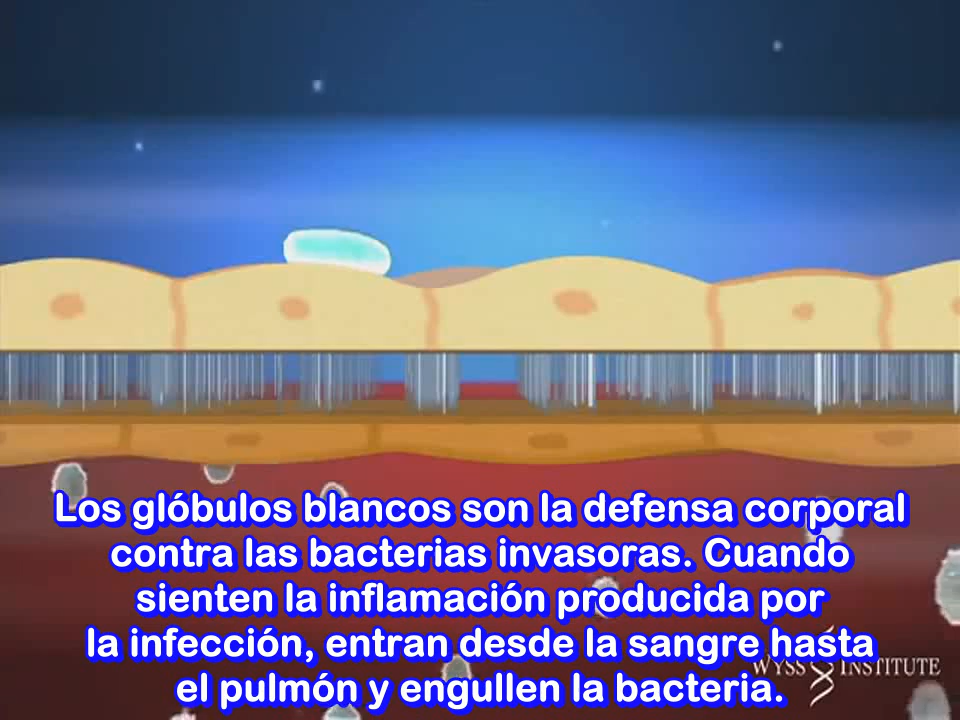 Los glóbulos blancos son la defensa corporal
contra las bacterias invasoras. Cuando
sienten la inflamación producida por
la infección, entran desde la sangre hasta
el pulmón y engullen la bacteria.
WYSS INSTITUTE